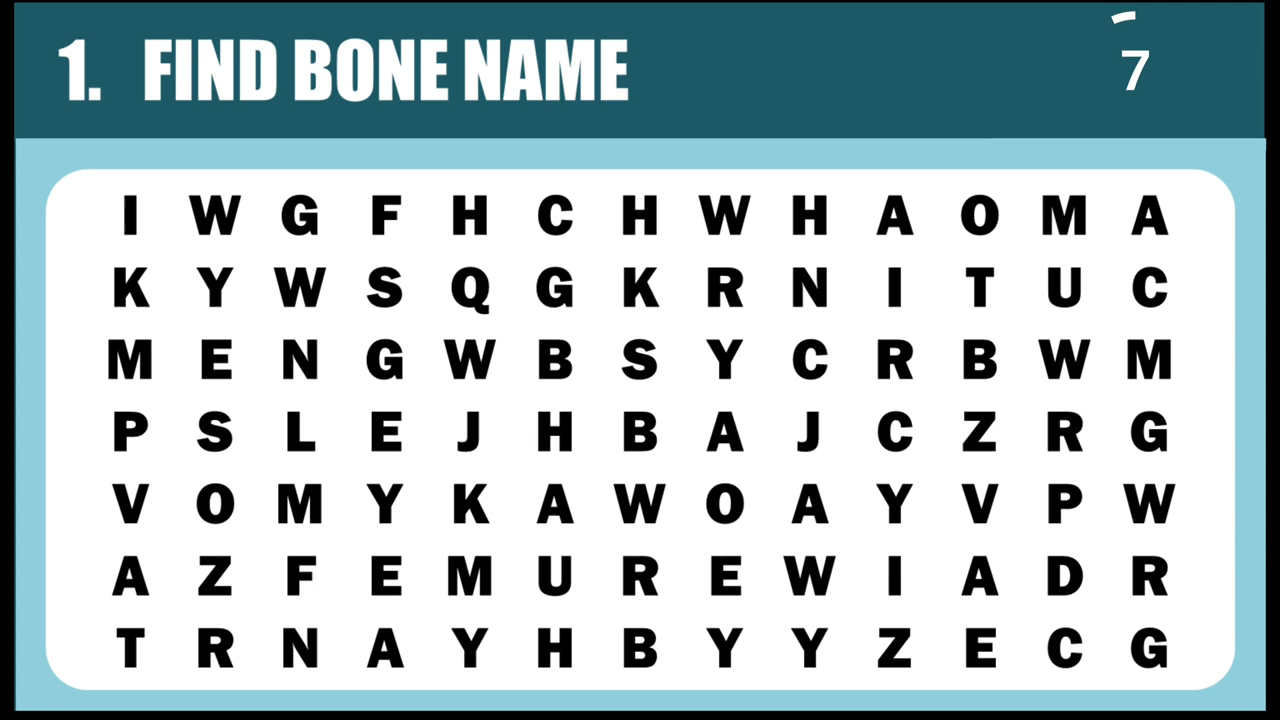 1. FIND BONE NAME
7
I W G F H C H W H A O M A
K Y W S Q G K R N I T U C
M E N G W B S Y C R B W M
P S L E J H B A J C Z R G
V O M Y K A W O A Y V P W
A Z F E M U R E W I A D R
T R N A Y H B Y Y Z E C G